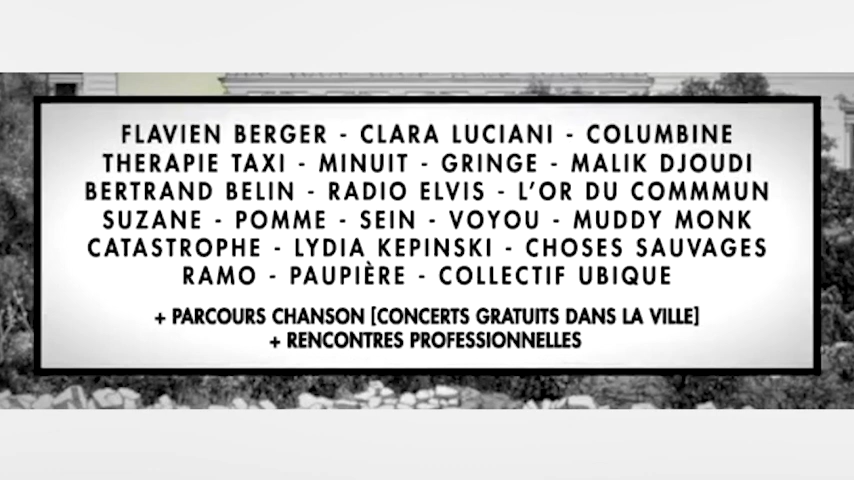 FLAVIEN BERGER - CLARA LUCIANI - COLUMBINE
THERAPIE TAXI - MINUIT - GRINGE - MALIK DJOUDI
BERTRAND BELIN - RADIO ELVIS - L'OR DU COMMMUN
SUZANE - POMME - SEIN - VOYOU - MUDDY MONK
CATASTROPHE - LYDIA KEPINSKI - CHOSES SAUVAGES
RAMO - PAUPIÈRE - COLLECTIF UBIQUE
+ PARCOURS CHANSON [CONCERTS GRATUITS DANS LA VILLE]
+ RENCONTRES PROFESSIONNELLES